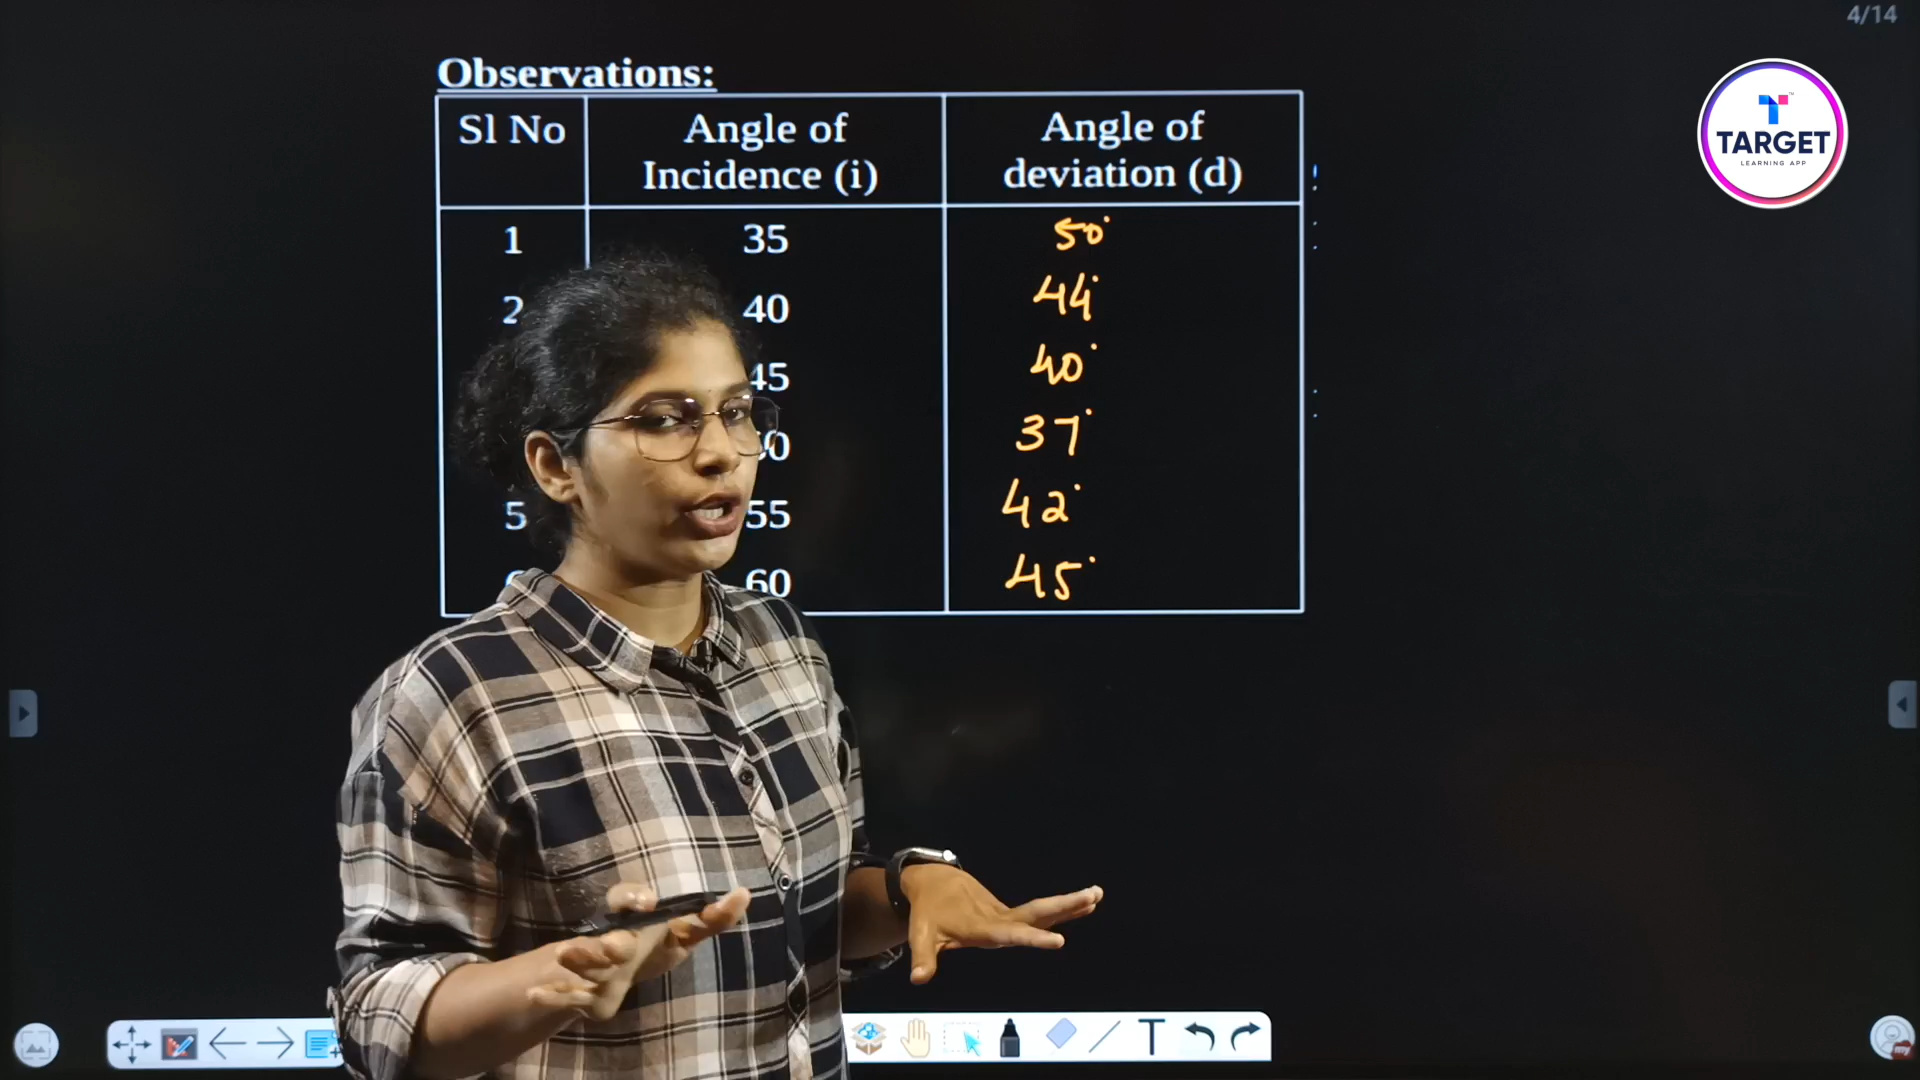 4/14
TARGET
LEARNING APP
Observations:
Sl No Angle of Incidence (i) Angle of deviation (d)
1 35 50°
2 40 44°
45 40°
37°
5 55 42°
60 45°
T